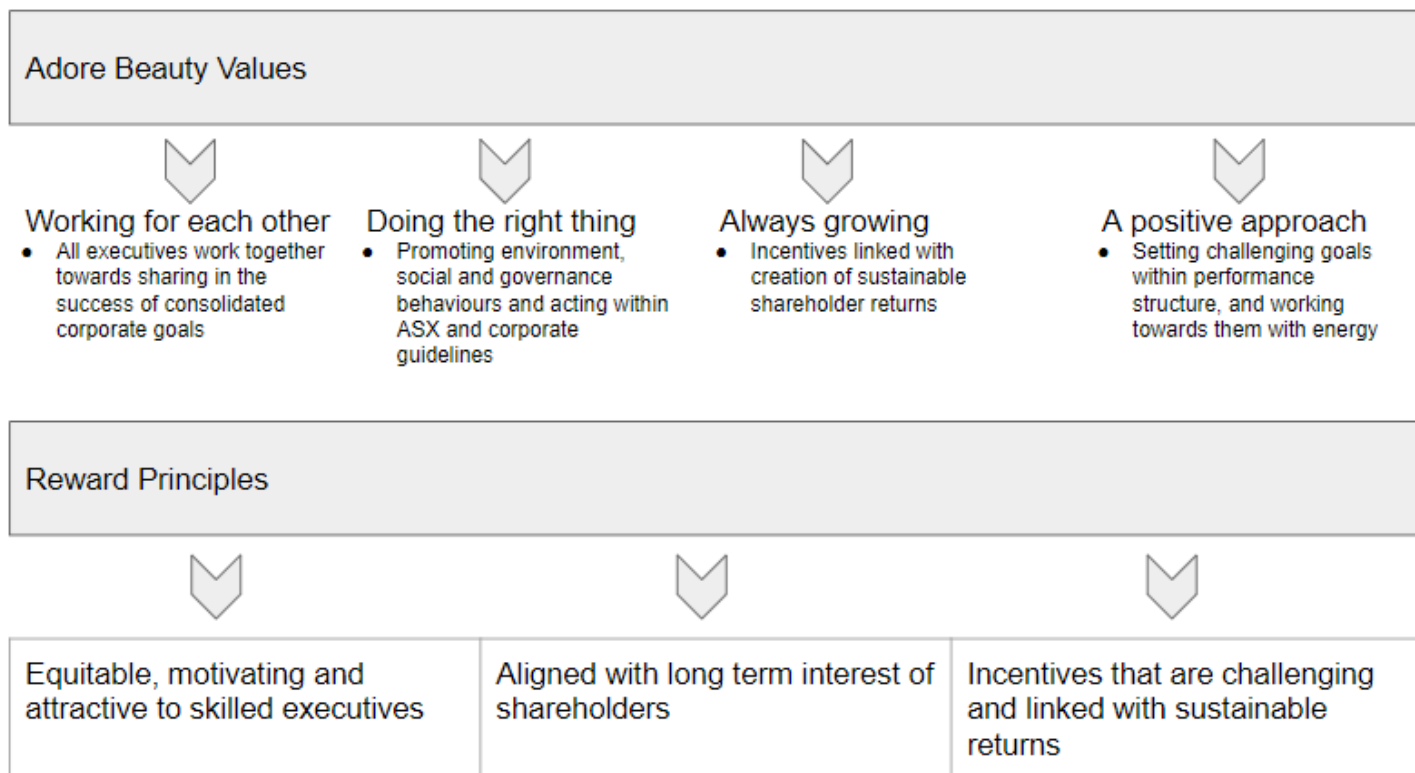 Adore Beauty Values
Working for each other
● All executives work together
towards sharing in the
success of consolidated
corporate goals
Doing the right thing
● Promoting environment,
social and governance
behaviours and acting within
ASX and corporate
guidelines
Always growing
● Incentives linked with
creation of sustainable
shareholder returns
A positive approach
● Setting challenging goals
within performance
structure, and working
towards them with energy
Reward Principles
Equitable, motivating and
attractive to skilled executives
Aligned with long term interest of
shareholders
Incentives that are challenging
and linked with sustainable
returns